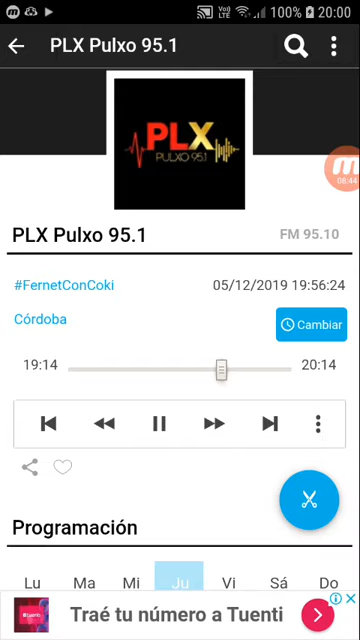 VoLTE 100% 20:00
PLX Pulxo 95.1
PLX
PULXO 95.1
06:44
PLX Pulxo 95.1
FM 95.10
#FernetConCoki
05/12/2019 19:56:24
Córdoba
Cambiar
19:14
20:14
Programación
Lu Ma Mi Ju Vi Sá Do
tuenti
Traé tu número a Tuenti